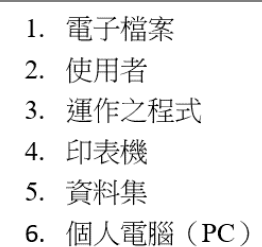 1. 電子檔案
2. 使用者
3. 運作之程式
4. 印表機
5. 資料集
6. 個人電腦（PC）